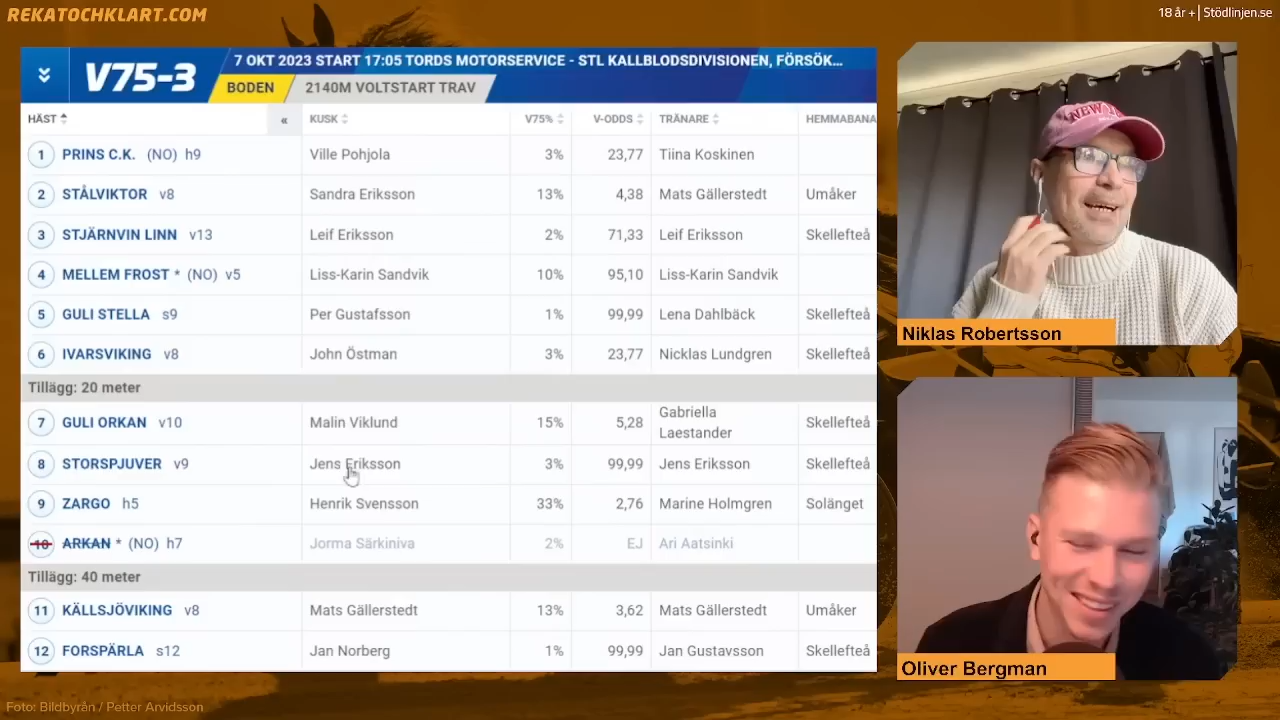 REKATOCHKLART.COM
18 år + | Stödlinjen.se
V75-3
7 OKT 2023 START 17:05 TORDS MOTORSERVICE - STL KALLBLODSDIVISIONEN, FÖRSÖK...
BODEN 2140M VOLTSTART TRAV
HÄST « KUSK V75% V-ODDS TRÄNARE HEMMABANA
1 PRINS C.K. (NO) h9 Ville Pohjola 3% 23,77 Tiina Koskinen
2 STÅLVIKTOR v8 Sandra Eriksson 13% 4,38 Mats Gällerstedt Umåker
3 STJÄRNVIN LINN v13 Leif Eriksson 2% 71,33 Leif Eriksson Skellefteå
4 MELLEM FROST * (NO) v5 Liss-Karin Sandvik 10% 95,10 Liss-Karin Sandvik
5 GULI STELLA s9 Per Gustafsson 1% 99,99 Lena Dahlbäck Skellefteå
6 IVARSVIKING v8 John Östman 3% 23,77 Nicklas Lundgren Skellefteå
Tillägg: 20 meter
7 GULI ORKAN v10 Malin Viklund 15% 5,28 Gabriella Laestander Skellefteå
8 STORSPJUVER v9 Jens Eriksson 3% 99,99 Jens Eriksson Skellefteå
9 ZARGO h5 Henrik Svensson 33% 2,76 Marine Holmgren Solänget
10 ARKAN * (NO) h7 Jorma Särkiniva 2% EJ Ari Aatsinki
Tillägg: 40 meter
11 KÄLLSJÖVIKING v8 Mats Gällerstedt 13% 3,62 Mats Gällerstedt Umåker
12 FORSPÄRLA s12 Jan Norberg 1% 99,99 Jan Gustavsson Skellefteå
NEW YORK
Niklas Robertsson
Oliver Bergman
Foto: Bildbyrån / Petter Arvidsson